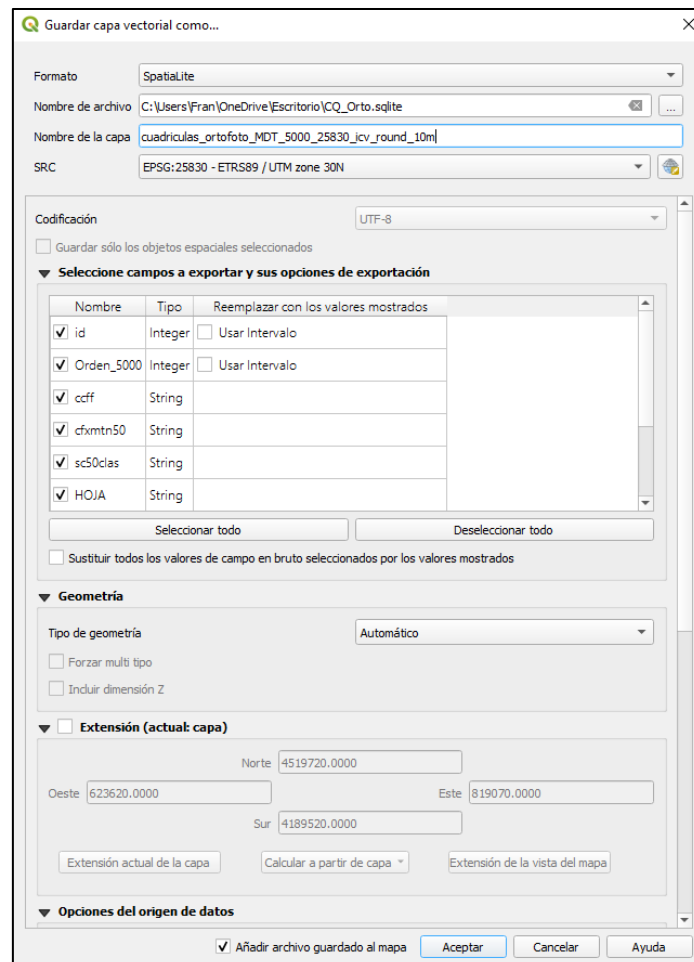 Guardar capa vectorial como...
Formato SpatiaLite
Nombre de archivo C:\Users\Fran\OneDrive\Escritorio\CQ_Orto.sqlite ...
Nombre de la capa cuadriculas_ortofoto_MDT_5000_25830_icv_round_10m
SRC EPSG:25830 - ETRS89 / UTM zone 30N
Codificación UTF-8
Guardar sólo los objetos espaciales seleccionados
Seleccione campos a exportar y sus opciones de exportación
Nombre Tipo Reemplazar con los valores mostrados
id Integer Usar Intervalo
Orden_5000 Integer Usar Intervalo
ccff String
cfxmtn50 String
sc50clas String
HOJA String
Seleccionar todo Deseleccionar todo
Sustituir todos los valores de campo en bruto seleccionados por los valores mostrados
Geometría
Tipo de geometría Automático
Forzar multi tipo
Incluir dimensión Z
Extensión (actual: capa)
Norte 4519720.0000
Oeste 623620.0000 Este 819070.0000
Sur 4189520.0000
Extensión actual de la capa Calcular a partir de capa Extensión de la vista del mapa
Opciones del origen de datos
Añadir archivo guardado al mapa Aceptar Cancelar Ayuda